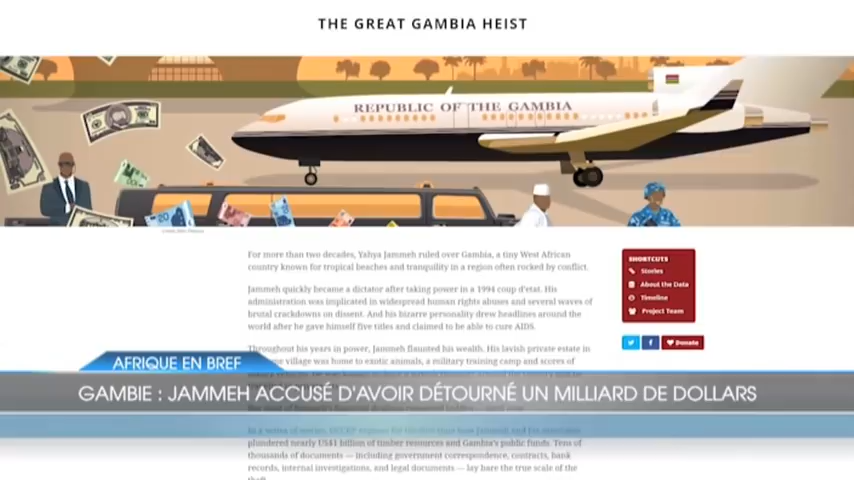 THE GREAT GAMBIA HEIST
REPUBLIC OF THE GAMBIA
For more than two decades, Yahya Jammeh ruled over Gambia, a tiny West African
country known for tropical beaches and tranquility in a region often rocked by conflict.
SHORTCUTS
Stories
About the Data
Timeline
Project Team
Donate
Jammeh quickly became a dictator after taking power in a 1994 coup d'etat. His
administration was implicated in widespread human rights abuses and several waves of
brutal crackdowns on dissent. And his bizarre personality drew headlines around the
world after he gave himself five titles and claimed to be able to cure AIDS.
Throughout his years in power, Jammeh flaunted his wealth. His lavish private estate in
village was home to exotic animals, a military training camp and scores of
AFRIQUE EN BREF
GAMBIE : JAMMEH ACCUSÉ D'AVOIR DÉTOURNÉ UN MILLIARD DE DOLLARS
plundered nearly US$1 billion of timber resources and Gambia's public funds. Tens of
thousands of documents — including government correspondence, contracts, bank
records, internal investigations, and legal documents — lay bare the true scale of the